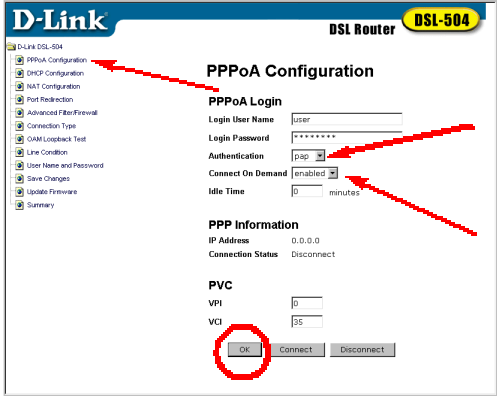 D-Link
DSL Router
DSL-504
D-Link DSL-504
PPPoA Configuration
DHCP Configuration
NAT Configuration
Port Redirection
Advanced Filter/Firewall
Connection Type
OAM Loopback Test
Line Condition
User Name and Password
Save Changes
Update Firmware
Summary
PPPoA Configuration
PPPoA Login
Login User Name user
Login Password ********
Authentication pap
Connect On Demand enabled
Idle Time 0 minutes
PPP Information
IP Address 0.0.0.0
Connection Status Disconnect
PVC
VPI 0
VCI 35
OK Connect Disconnect